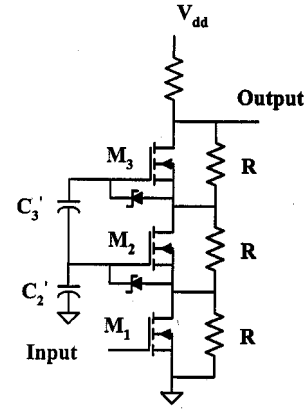 V_dd
Output
M_3
R
C_3'
M_2
R
C_2'
M_1
R
Input